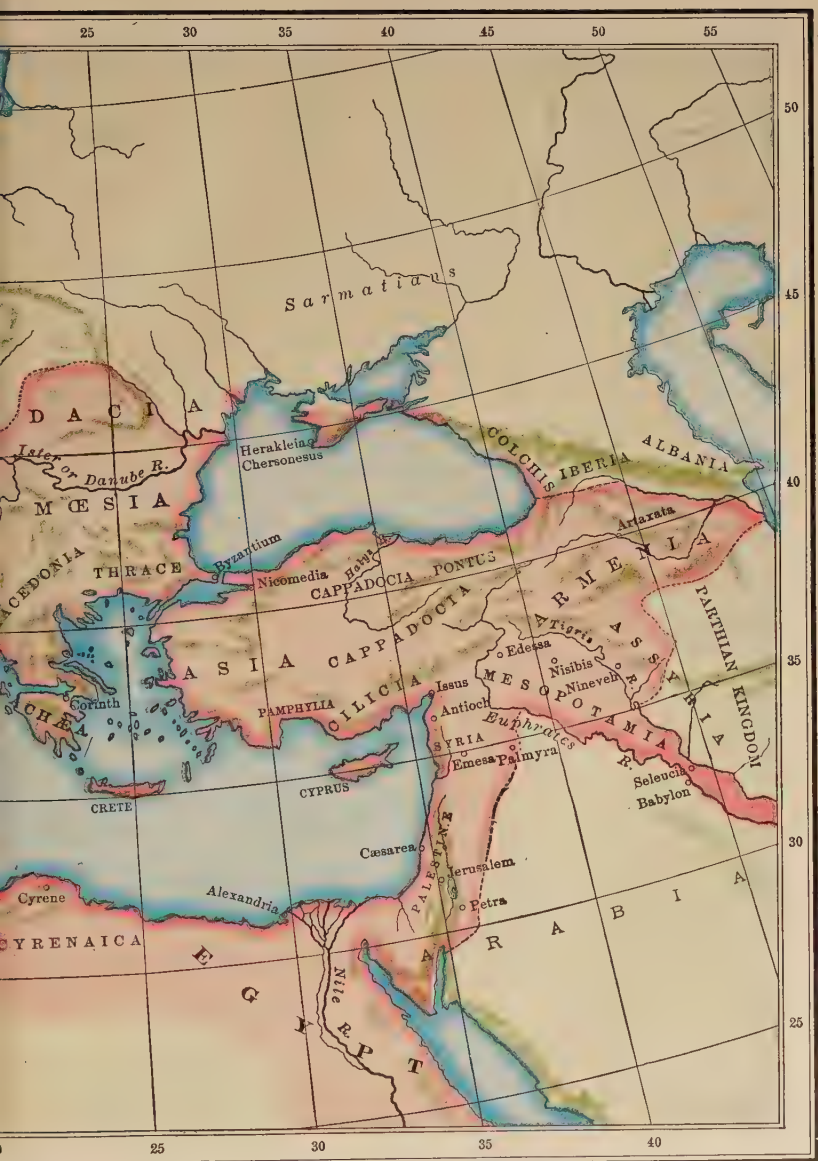 25 30 35 40 45 50 55
50
45
40
35
30
25
25 30 35 40
Sarmatians
DACIA
Ister or Danube R.
MŒSIA
Heraklein
Chersonesus
COLCHIS
IBERIA
ALBANIA
ACEDONIA
THRACE
Byzantium
Nicomedia
Halys
CAPPADOCIA PONTUS
Artaxata
ARMENIA
ASIA
CAPPADOCIA
Tigris R.
ASSYRIA
PARTHIAN KINGDOM
Edessa
Nisibis
Nineveh
MESOPOTAMIA
Corinth
ACHÆA
PAMPHYLIA
CILICIA
Issus
Antioch
Euphrates R.
SYRIA
Emesa
Palmyra
Seleucia
Babylon
CRETE
CYPRUS
Cæsarea
PALESTINE
Jerusalem
Petra
Cyrene
Alexandria
CYRENAICA
EGYPT
Nile R.
ARABIA